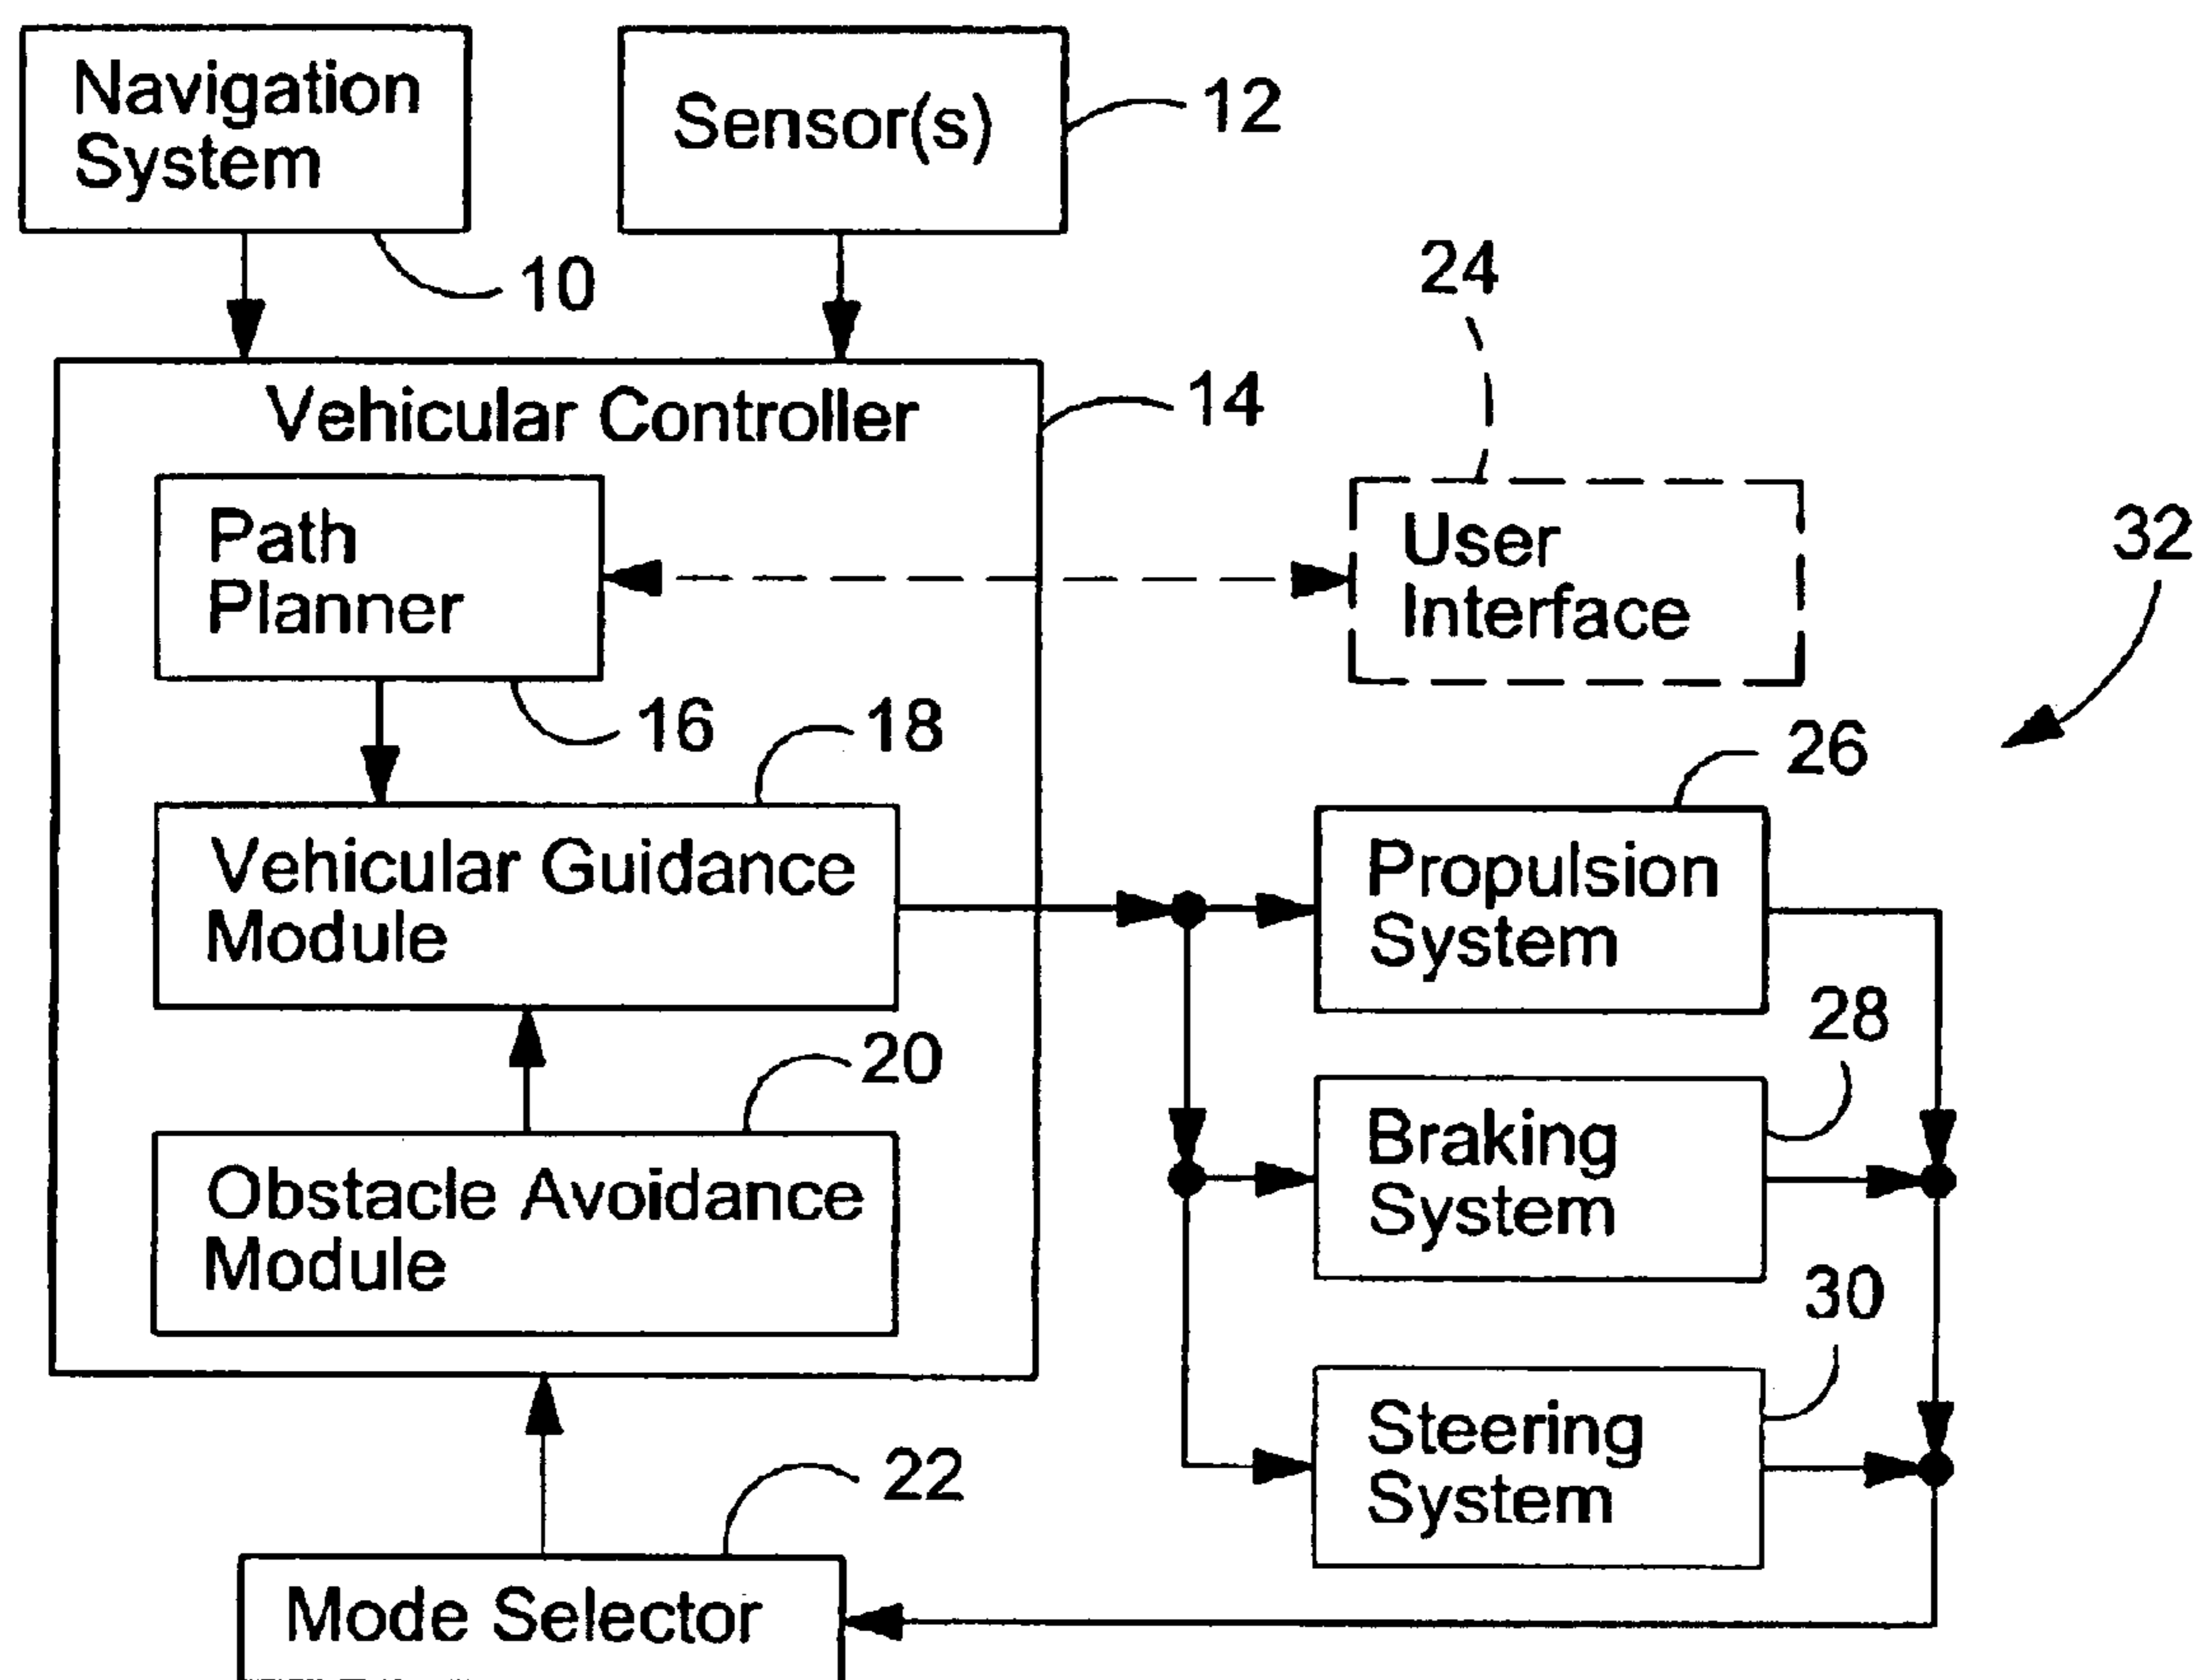 Navigation
System
10
Sensor(s)
12
Vehicular Controller
14
Path
Planner
16
24
User
Interface
32
18
Vehicular Guidance
Module
20
Obstacle Avoidance
Module
26
Propulsion
System
28
Braking
System
30
Steering
System
22
Mode Selector